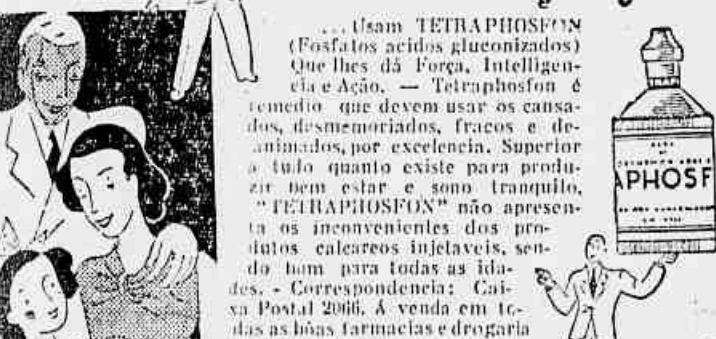 ...Usam TETRAPHOSFON
(Fosfatos acidos gluconizados)
Que lhes dá Força, Intelligen-
cia e Ação. — Tetraphosfon é
remedio que devem usar os cansa-
dos, desmemoriados, fracos e de-
animados, por excelencia. Superior
a tudo quanto existe para produ-
zir bem estar e sono tranquilo,
"TETRAPHOSFON" não apresen-
ta os inconvenientes dos pro-
dutos calcareos injetaveis, sen-
do bom para todas as ida-
des. - Correspondencia: Cai-
xa Postal 2066. Á venda em to-
das as bôas farmacias e drogaria
APHOSF